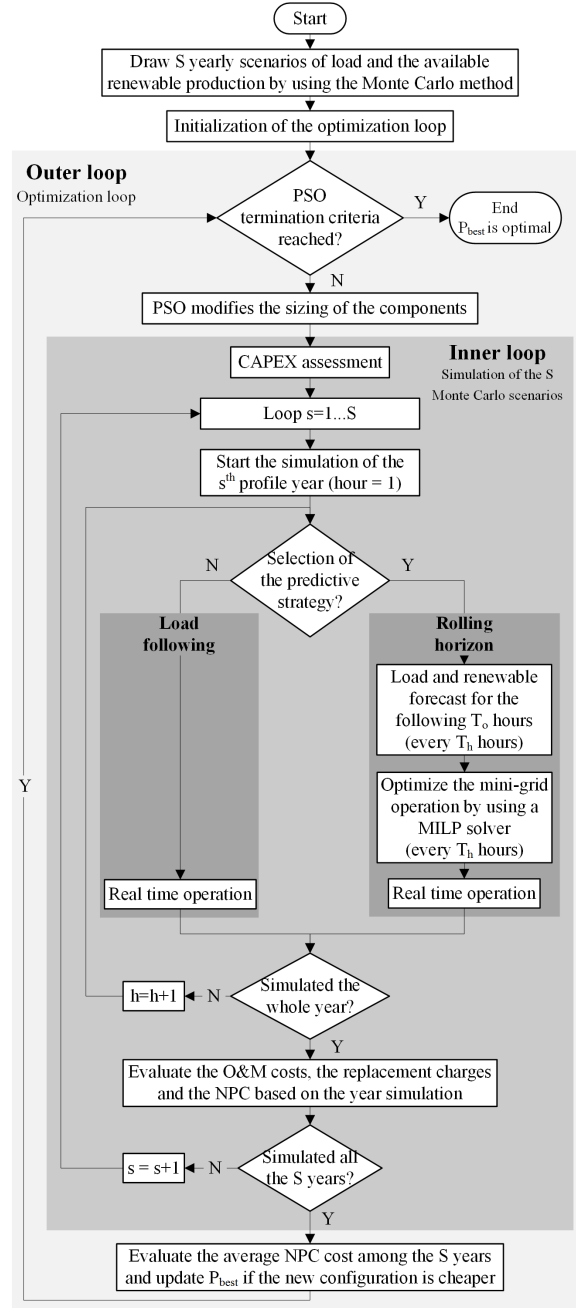 Start
Draw S yearly scenarios of load and the available
renewable production by using the Monte Carlo method
Initialization of the optimization loop
Outer loop
Optimization loop
PSO
termination criteria
reached?
Y
End
Pbest is optimal
N
PSO modifies the sizing of the components
Inner loop
Simulation of the S
Monte Carlo scenarios
CAPEX assessment
Loop s=1...S
Start the simulation of the
sth profile year (hour = 1)
Selection of
the predictive
strategy?
N
Y
Load
following
Rolling
horizon
Load and renewable
forecast for the
following To hours
(every Th hours)
Optimize the mini-grid
operation by using a
MILP solver
(every Th hours)
Y
Real time operation
Real time operation
Simulated the
whole year?
N
h=h+1
Y
Evaluate the O&M costs, the replacement charges
and the NPC based on the year simulation
Simulated all
the S years?
N
s = s+1
Y
Evaluate the average NPC cost among the S years
and update Pbest if the new configuration is cheaper